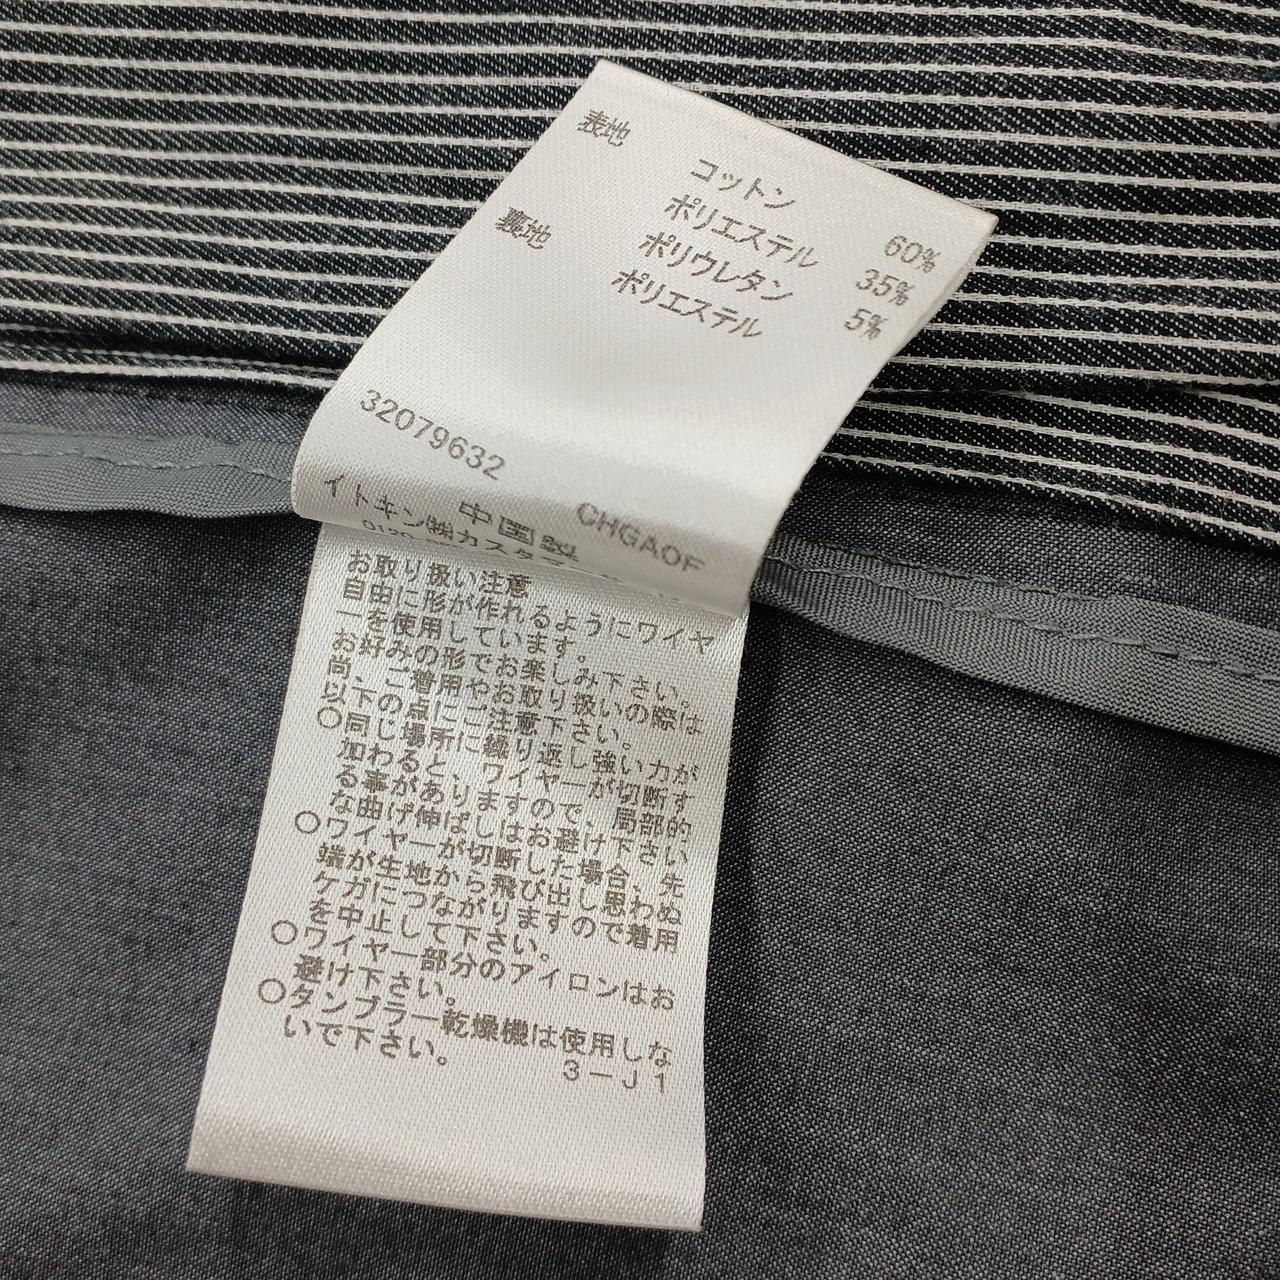 表地
コットン 60%
ポリエステル 35%
ポリウレタン 5%
裏地 ポリエステル
32079632 CHGAOF
中国製
イトキン㈱カスタマー
0120
お取り扱い注意
自由に形が作れるようにワイヤ
ーを使用しています。
お好みの形でお楽しみ下さい。
尚、ご着用やお取り扱いの際は
以下の点にご注意下さい。
○同じ場所に繰り返し強い力が
加わると、ワイヤーが切断す
る事がありますので、局部的
な曲げ伸ばしはお避け下さい
○ワイヤーが切断した場合、先
端が生地から飛び出し思わぬ
ケガにつながりますので着用
を中止して下さい。
○ワイヤー部分のアイロンはお
避け下さい。
○タンブラー乾燥機は使用しな
いで下さい。
3－J1